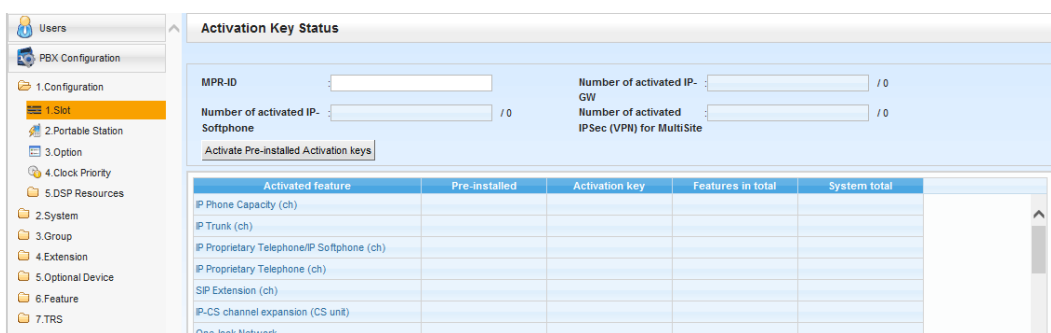 Users
PBX Configuration
1.Configuration
1.Slot
2.Portable Station
3.Option
4.Clock Priority
5.DSP Resources
2.System
3.Group
4.Extension
5.Optional Device
6.Feature
7.TRS
Activation Key Status
MPR-ID :
Number of activated IP- : / 0
GW
Number of activated IP- : / 0
Softphone
Number of activated : / 0
IPSec (VPN) for MultiSite
Activate Pre-installed Activation keys
Activated feature Pre-installed Activation key Features in total System total
IP Phone Capacity (ch)
IP Trunk (ch)
IP Proprietary Telephone/IP Softphone (ch)
IP Proprietary Telephone (ch)
SIP Extension (ch)
IP-CS channel expansion (CS unit)
One-look Network